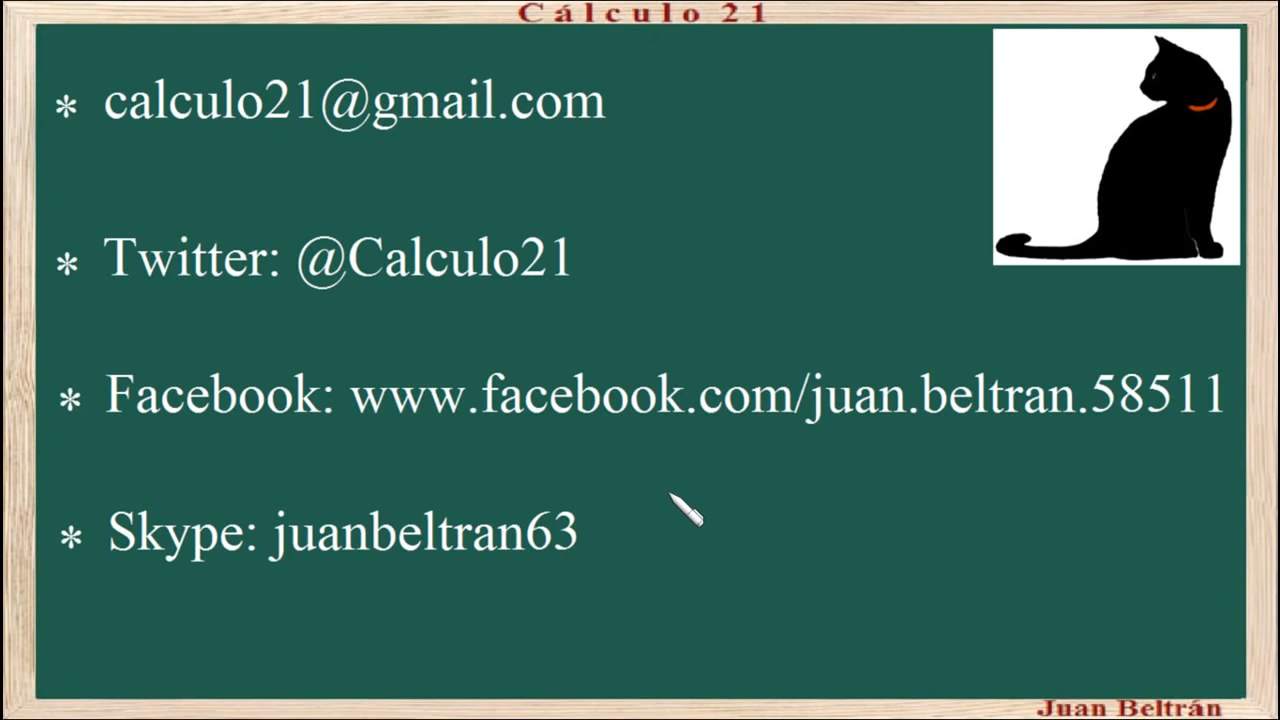 Cálculo 21
* calculo21@gmail.com
* Twitter: @Calculo21
* Facebook: www.facebook.com/juan.beltran.58511
* Skype: juanbeltran63
Juan Beltrán